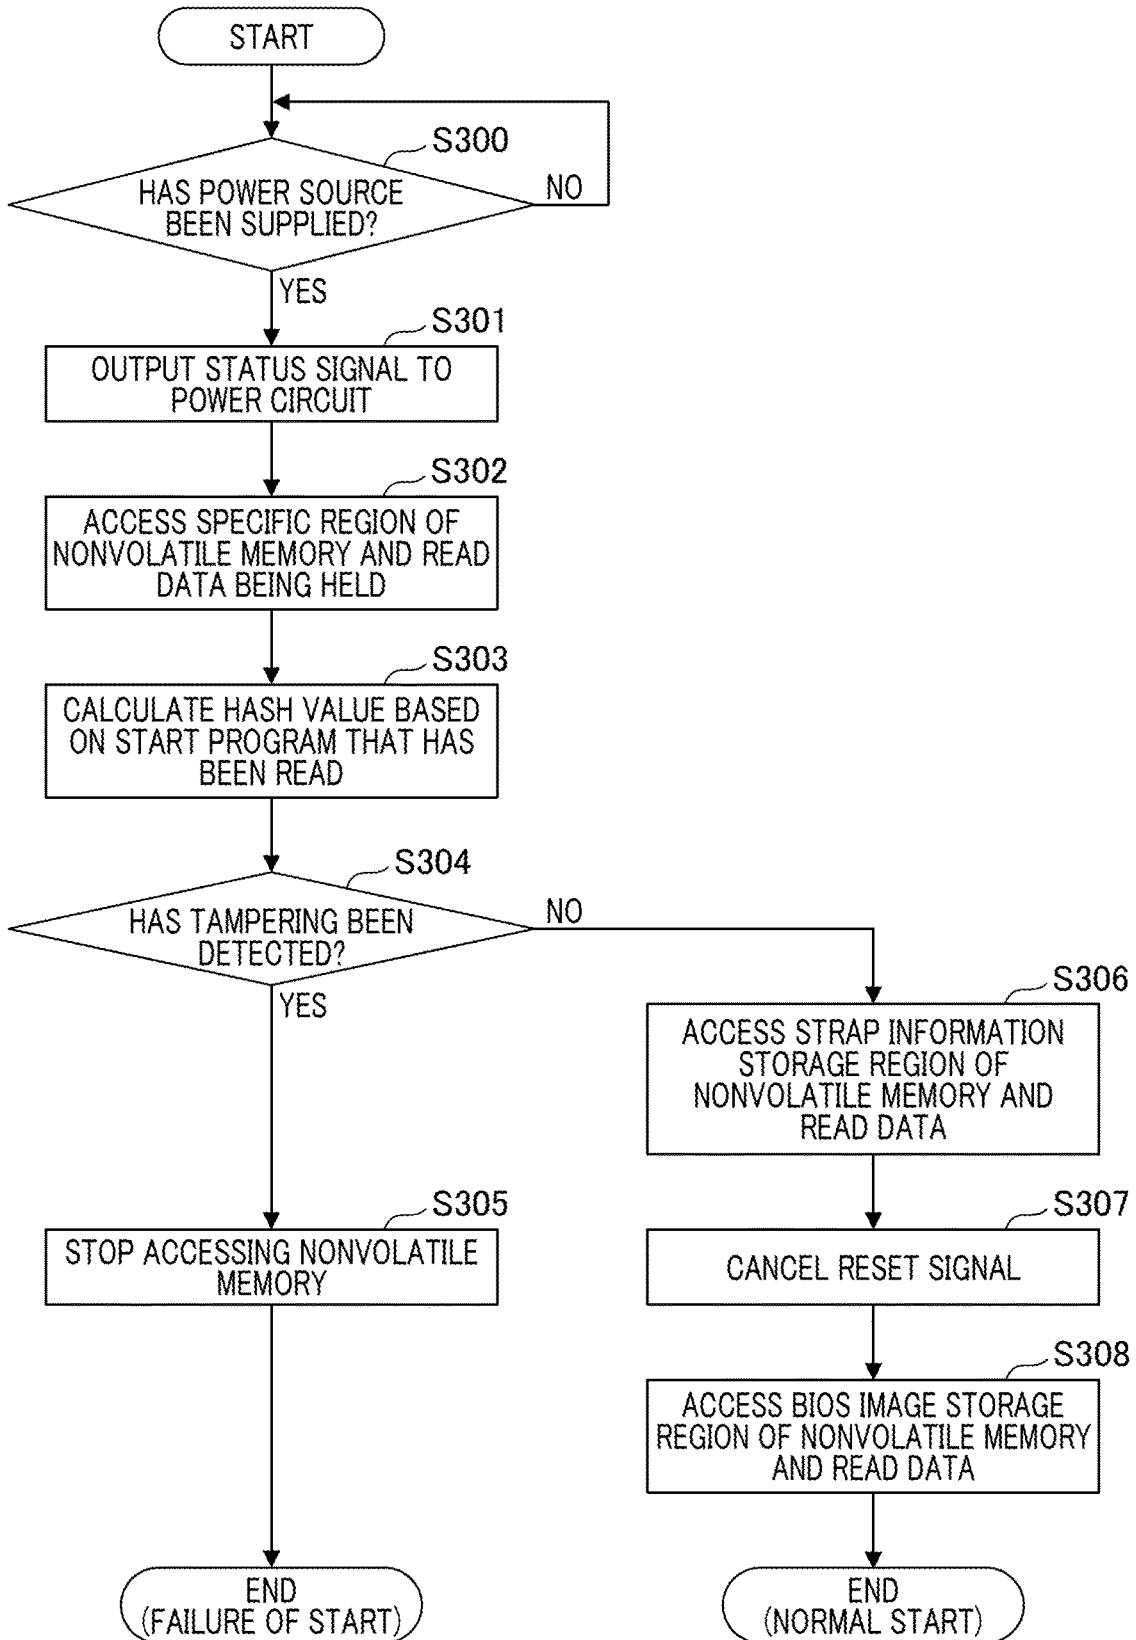 START
S300
HAS POWER SOURCE
BEEN SUPPLIED?
NO
YES
S301
OUTPUT STATUS SIGNAL TO
POWER CIRCUIT
S302
ACCESS SPECIFIC REGION OF
NONVOLATILE MEMORY AND READ
DATA BEING HELD
S303
CALCULATE HASH VALUE BASED
ON START PROGRAM THAT HAS
BEEN READ
S304
HAS TAMPERING BEEN
DETECTED?
NO
YES
S305
STOP ACCESSING NONVOLATILE
MEMORY
END
(FAILURE OF START)
S306
ACCESS STRAP INFORMATION
STORAGE REGION OF
NONVOLATILE MEMORY AND
READ DATA
S307
CANCEL RESET SIGNAL
S308
ACCESS BIOS IMAGE STORAGE
REGION OF NONVOLATILE MEMORY
AND READ DATA
END
(NORMAL START)